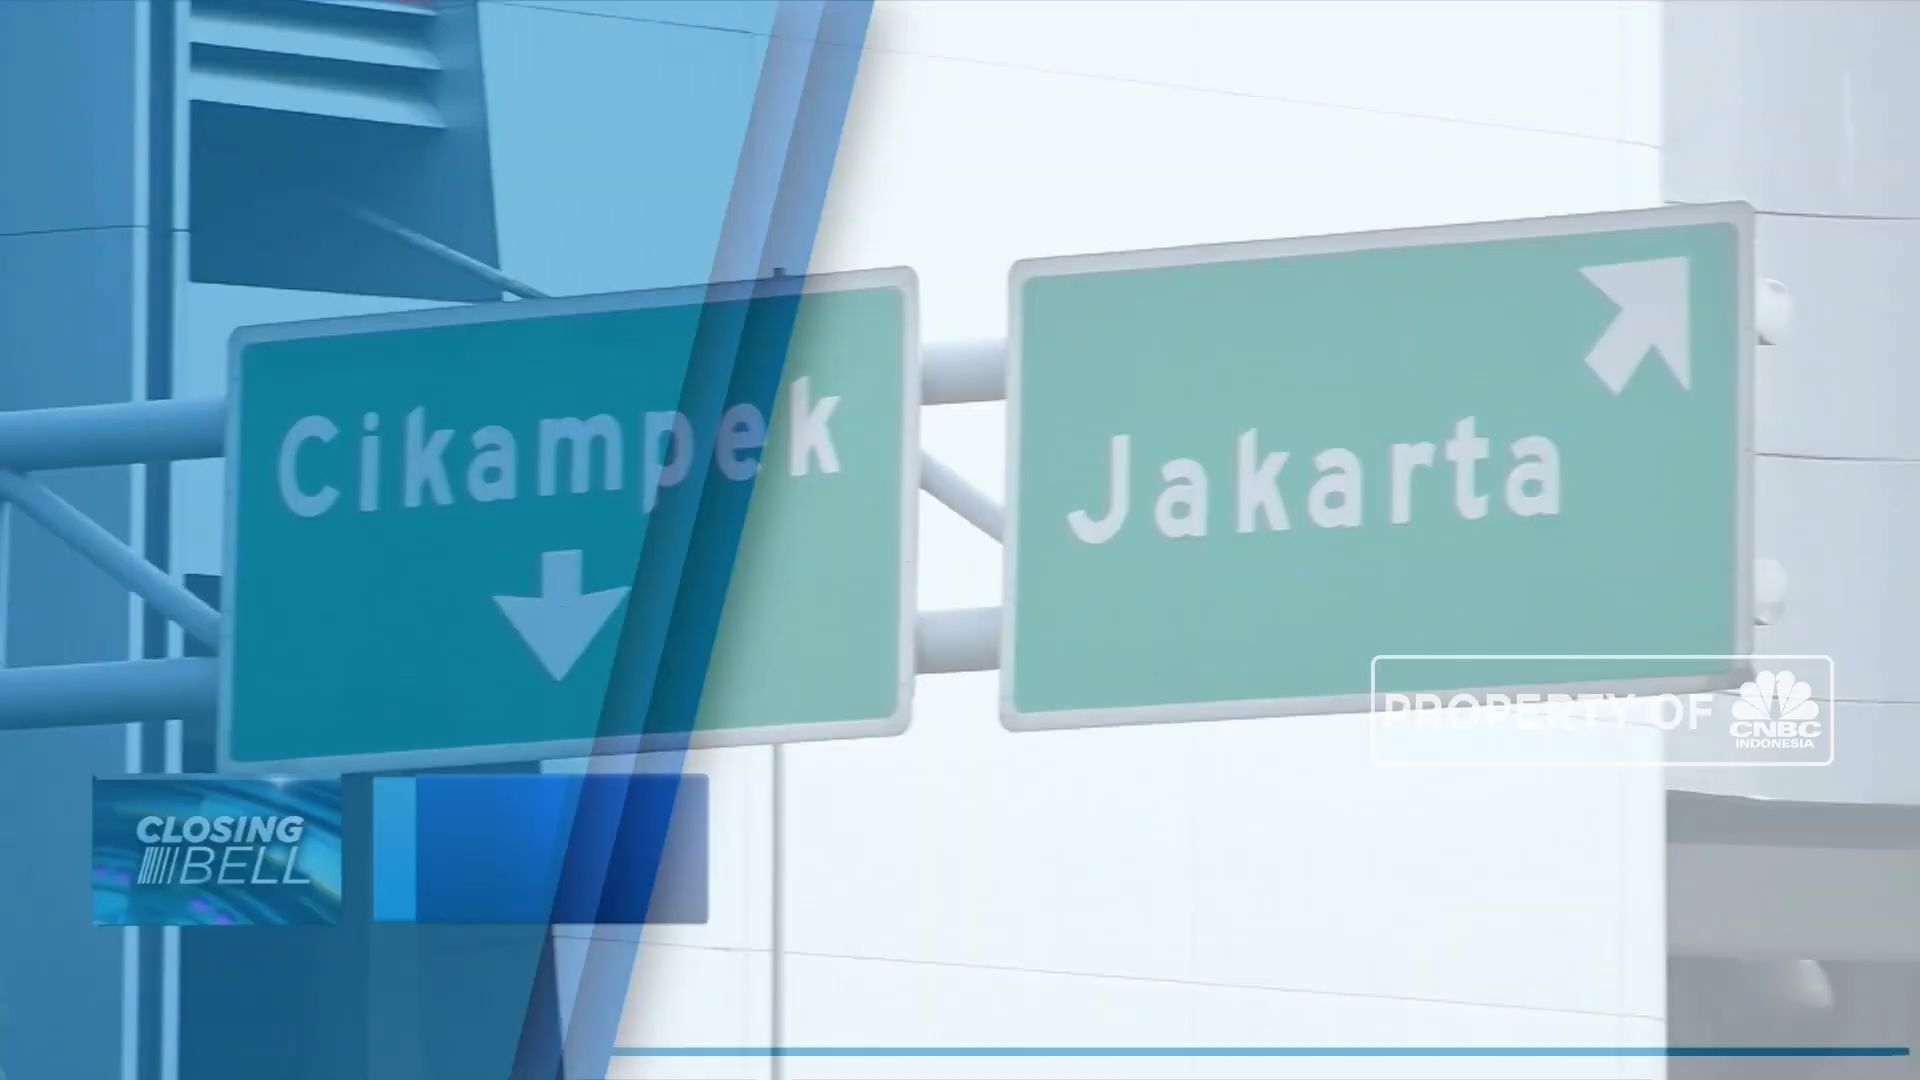 Cikampek
Jakarta
PROPERTY OF
CNBC
INDONESIA
CLOSING
BELL